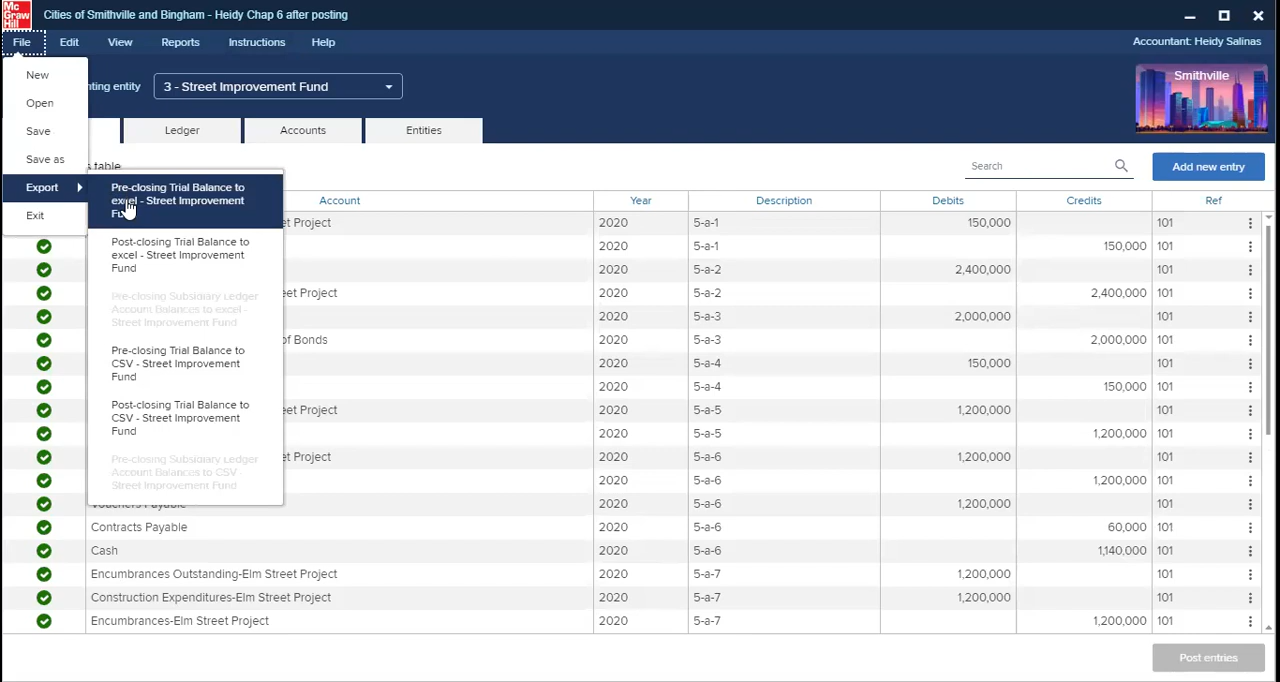 Mc
Graw
Hill
Cities of Smithville and Bingham - Heidy Chap 6 after posting
File Edit View Reports Instructions Help
Accountant: Heidy Salinas
New
Open
Save
Save as
Export
Exit
nting entity
3 - Street Improvement Fund
Smithville
Ledger Accounts Entities
s table
Search
Add new entry
Pre-closing Trial Balance to
excel - Street Improvement
Post-closing Trial Balance to
excel - Street Improvement
Fund
Pre-closing Subsidiary Ledger
Account Balances to excel -
Street Improvement Fund
Pre-closing Trial Balance to
CSV - Street Improvement
Fund
Post-closing Trial Balance to
CSV - Street Improvement
Fund
Pre-closing Subsidiary Ledger
Account Balances to CSV -
Street Improvement Fund
Account Year Description Debits Credits Ref
et Project 2020 5-a-1 150,000 101
2020 5-a-1 150,000 101
2020 5-a-2 2,400,000 101
eet Project 2020 5-a-2 2,400,000 101
2020 5-a-3 2,000,000 101
of Bonds 2020 5-a-3 2,000,000 101
2020 5-a-4 150,000 101
2020 5-a-4 150,000 101
eet Project 2020 5-a-5 1,200,000 101
2020 5-a-5 1,200,000 101
et Project 2020 5-a-6 1,200,000 101
2020 5-a-6 1,200,000 101
Vouchers Payable 2020 5-a-6 1,200,000 101
Contracts Payable 2020 5-a-6 60,000 101
Cash 2020 5-a-6 1,140,000 101
Encumbrances Outstanding-Elm Street Project 2020 5-a-7 1,200,000 101
Construction Expenditures-Elm Street Project 2020 5-a-7 1,200,000 101
Encumbrances-Elm Street Project 2020 5-a-7 1,200,000 101
Post entries